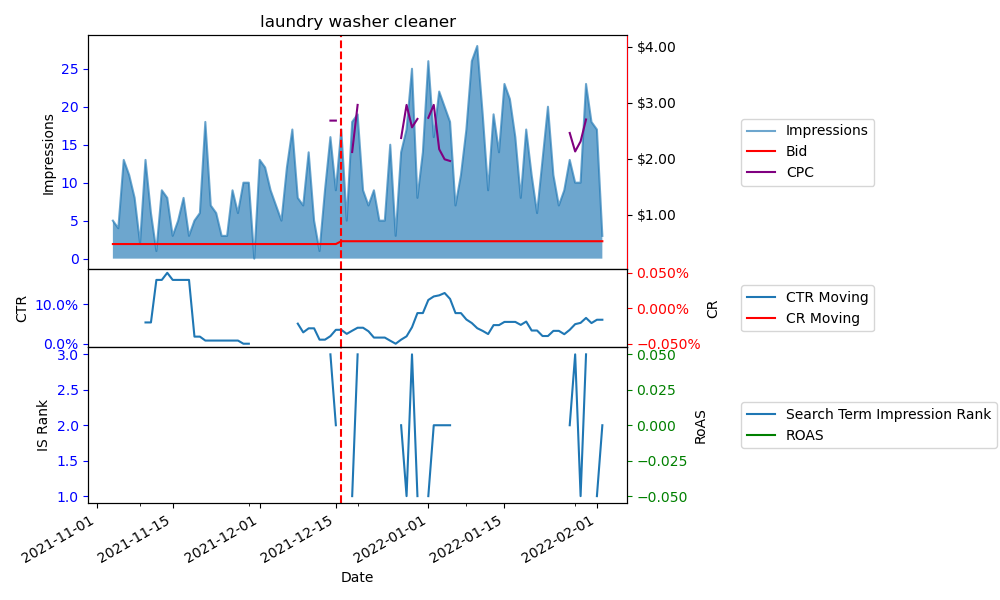 laundry washer cleaner
Impressions
25
20
15
10
5
0
$4.00
$3.00
$2.00
$1.00
Impressions
Bid
CPC
CTR
10.0%
0.0%
0.050%
0.000%
−0.050%
CR
CTR Moving
CR Moving
IS Rank
3.0
2.5
2.0
1.5
1.0
0.050
0.025
0.000
−0.025
−0.050
RoAS
Search Term Impression Rank
ROAS
2021-11-01
2021-11-15
2021-12-01
2021-12-15
2022-01-01
2022-01-15
2022-02-01
Date